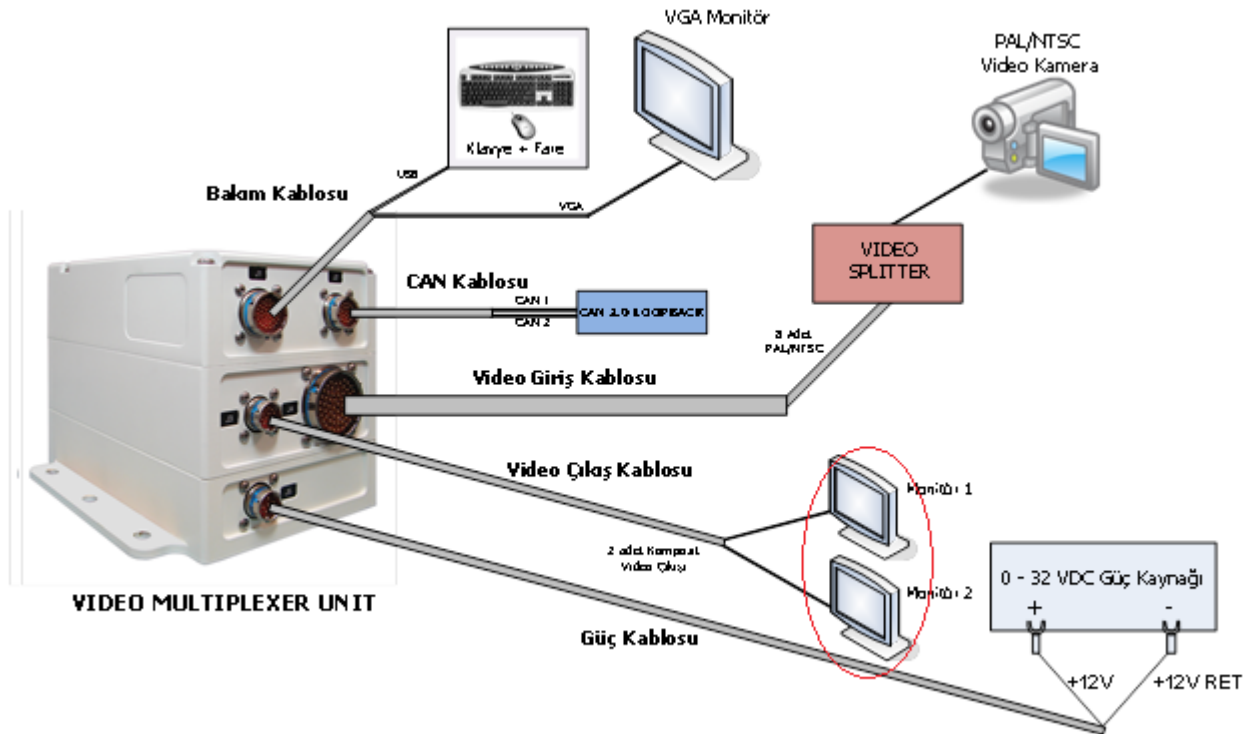 VGA Monitör
PAL/NTSC
Video Kamera
Klavye + Fare
USB
Bakım Kablosu
VGA
VIDEO
SPLITTER
CAN Kablosu
CAN 1
CAN 2
CAN 2.0 LOOPBACK
8 Adet
PAL/NTSC
Video Giriş Kablosu
Video Çıkış Kablosu
Monitör 1
2 adet Kompozit
Video Çıkışı
Monitör 2
0 - 32 VDC Güç Kaynağı
+ -
VIDEO MULTIPLEXER UNIT
Güç Kablosu
+12V
+12V RET